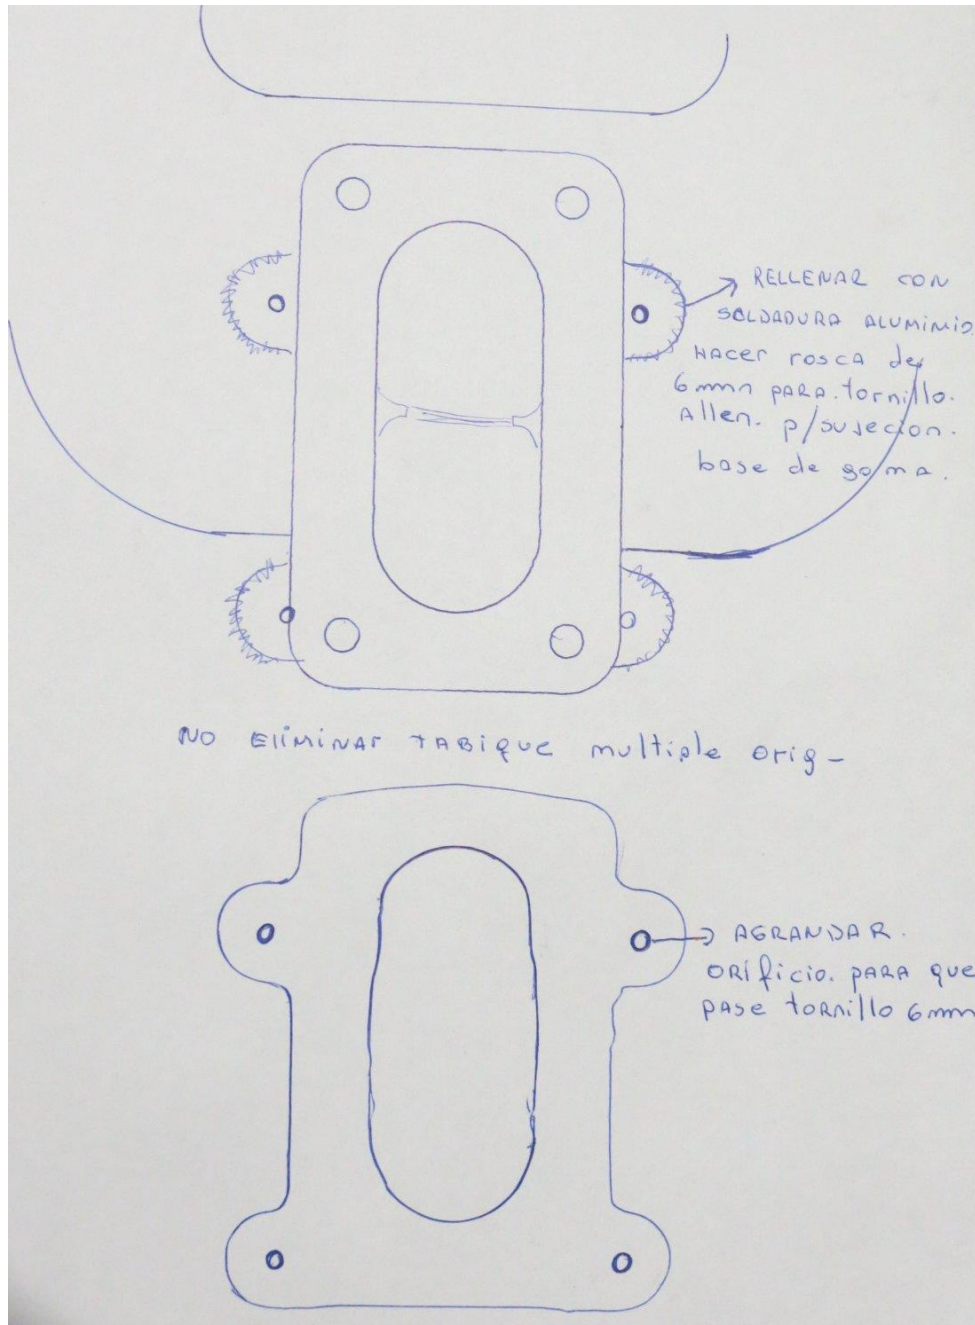 RELLENAR CON
SOLDADURA ALUMINIO
HACER rosca de
6mm PARA. tornillo.
Allen. p/sujecion.
base de goma.
NO ELIMINAR TABIQUE multiple orig -
AGRANDAR.
ORIficio. PARA que
PASE tornillo 6mm